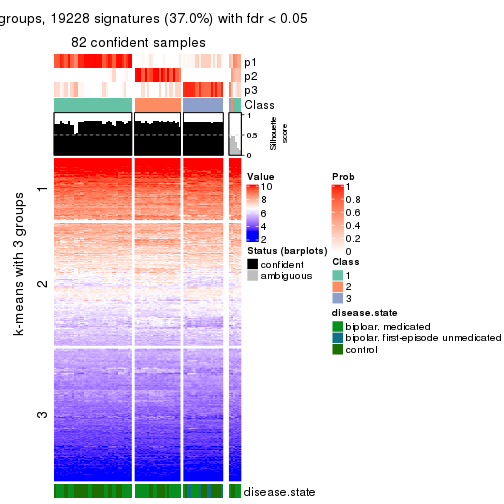 groups, 19228 signatures (37.0%) with fdr < 0.05
82 confident samples
p1
p2
p3
Class
1
0.5
0
Silhouette
score
k-means with 3 groups
1
2
3
disease.state
Value
10
8
6
4
2
Status (barplots)
confident
ambiguous
Prob
1
0.8
0.6
0.4
0.2
0
Class
1
2
3
disease.state
biploar. medicated
bipolar. first-episode unmedicated
control